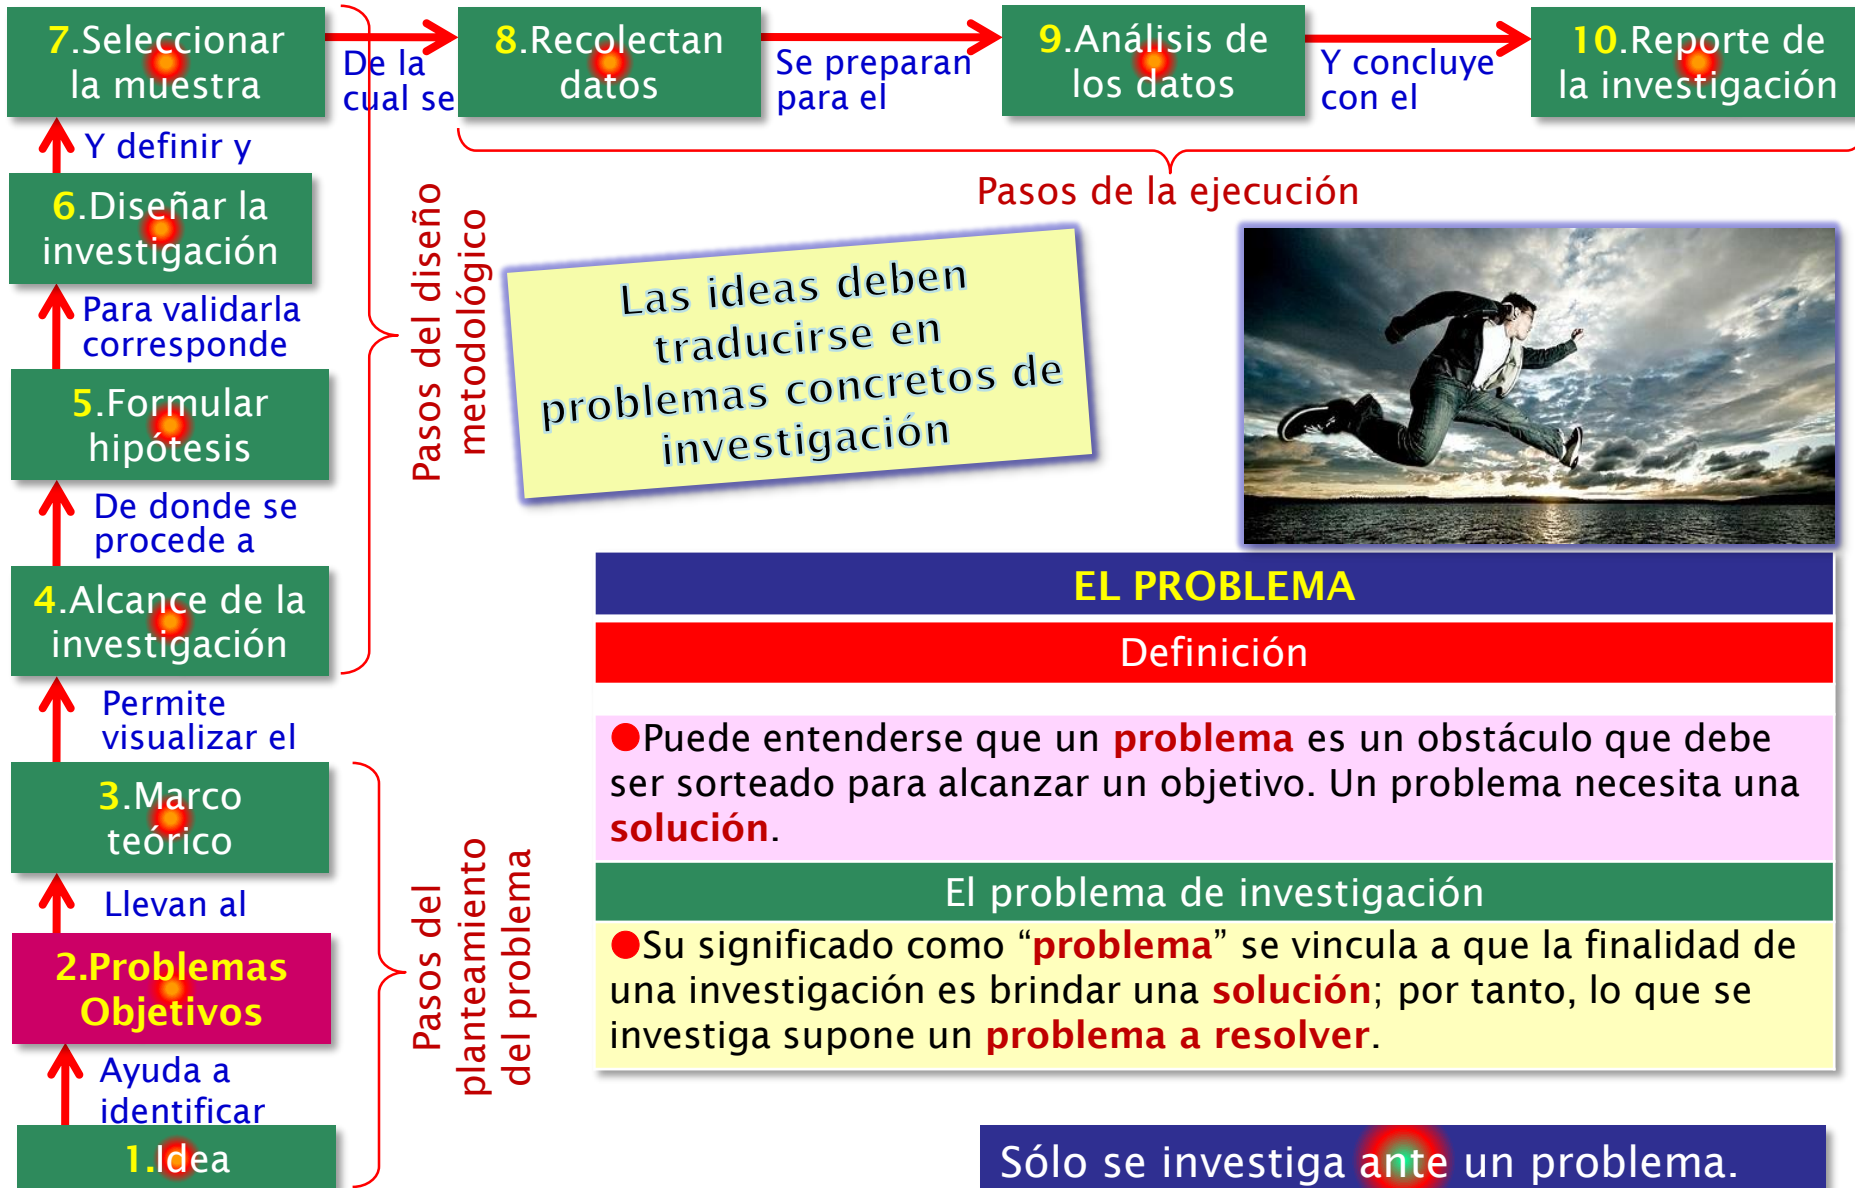 7.Seleccionar
la muestra
De la
cual se
8.Recolectan
datos
Se preparan
para el
9.Análisis de
los datos
Y concluye
con el
10.Reporte de
la investigación
Y definir y
6.Diseñar la
investigación
Para validarla
corresponde
5.Formular
hipótesis
De donde se
procede a
4.Alcance de la
investigación
Permite
visualizar el
3.Marco
teórico
Llevan al
2.Problemas
Objetivos
Ayuda a
identificar
1.Idea
Pasos del diseño
metodológico
Pasos del
planteamiento
del problema
Pasos de la ejecución
Las ideas deben
traducirse en
problemas concretos de
investigación
EL PROBLEMA
Definición
●Puede entenderse que un problema es un obstáculo que debe
ser sorteado para alcanzar un objetivo. Un problema necesita una
solución.
El problema de investigación
●Su significado como “problema” se vincula a que la finalidad de
una investigación es brindar una solución; por tanto, lo que se
investiga supone un problema a resolver.
Sólo se investiga ante un problema.